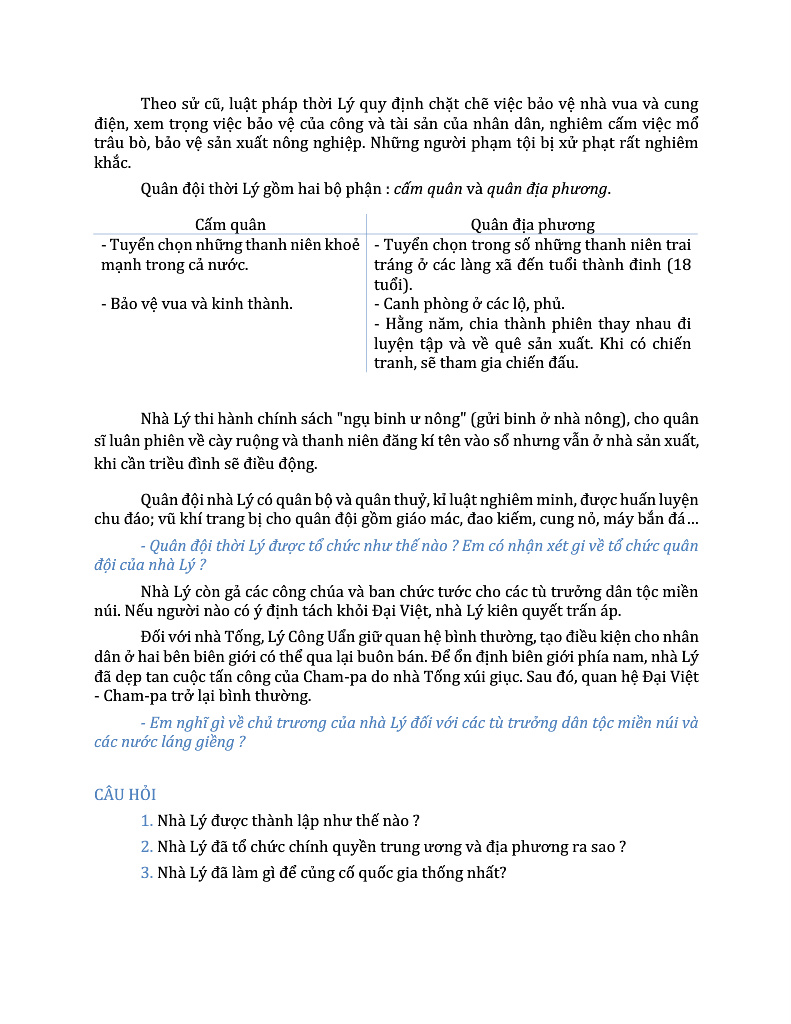 Theo sử cũ, luật pháp thời Lý quy định chặt chẽ việc bảo vệ nhà vua và cung
điện, xem trọng việc bảo vệ của công và tài sản của nhân dân, nghiêm cấm việc mổ
trâu bò, bảo vệ sản xuất nông nghiệp. Những người phạm tội bị xử phạt rất nghiêm
khắc.
Quân đội thời Lý gồm hai bộ phận : cấm quân và quân địa phương.
Cấm quân
- Tuyển chọn những thanh niên khoẻ
mạnh trong cả nước.
- Bảo vệ vua và kinh thành.
Quân địa phương
- Tuyển chọn trong số những thanh niên trai
tráng ở các làng xã đến tuổi thành đinh (18
tuổi).
- Canh phòng ở các lộ, phủ.
- Hằng năm, chia thành phiên thay nhau đi
luyện tập và về quê sản xuất. Khi có chiến
tranh, sẽ tham gia chiến đấu.
Nhà Lý thi hành chính sách "ngụ binh ư nông" (gửi binh ở nhà nông), cho quân
sĩ luân phiên về cày ruộng và thanh niên đăng kí tên vào sổ nhưng vẫn ở nhà sản xuất,
khi cần triều đình sẽ điều động.
Quân đội nhà Lý có quân bộ và quân thuỷ, kỉ luật nghiêm minh, được huấn luyện
chu đáo; vũ khí trang bị cho quân đội gồm giáo mác, đao kiếm, cung nỏ, máy bắn đá...
- Quân đội thời Lý được tổ chức như thế nào ? Em có nhận xét gi về tổ chức quân
đội của nhà Lý ?
Nhà Lý còn gả các công chúa và ban chức tước cho các tù trưởng dân tộc miền
núi. Nếu người nào có ý định tách khỏi Đại Việt, nhà Lý kiên quyết trấn áp.
Đối với nhà Tống, Lý Công Uẩn giữ quan hệ bình thường, tạo điều kiện cho nhân
dân ở hai bên biên giới có thể qua lại buôn bán. Để ổn định biên giới phía nam, nhà Lý
đã dẹp tan cuộc tấn công của Cham-pa do nhà Tống xúi giục. Sau đó, quan hệ Đại Việt
- Cham-pa trở lại bình thường.
- Em nghĩ gì về chủ trương của nhà Lý đối với các tù trưởng dân tộc miền núi và
các nước láng giềng ?
CÂU HỎI
1. Nhà Lý được thành lập như thế nào ?
2. Nhà Lý đã tổ chức chính quyền trung ương và địa phương ra sao ?
3. Nhà Lý đã làm gì để củng cố quốc gia thống nhất?